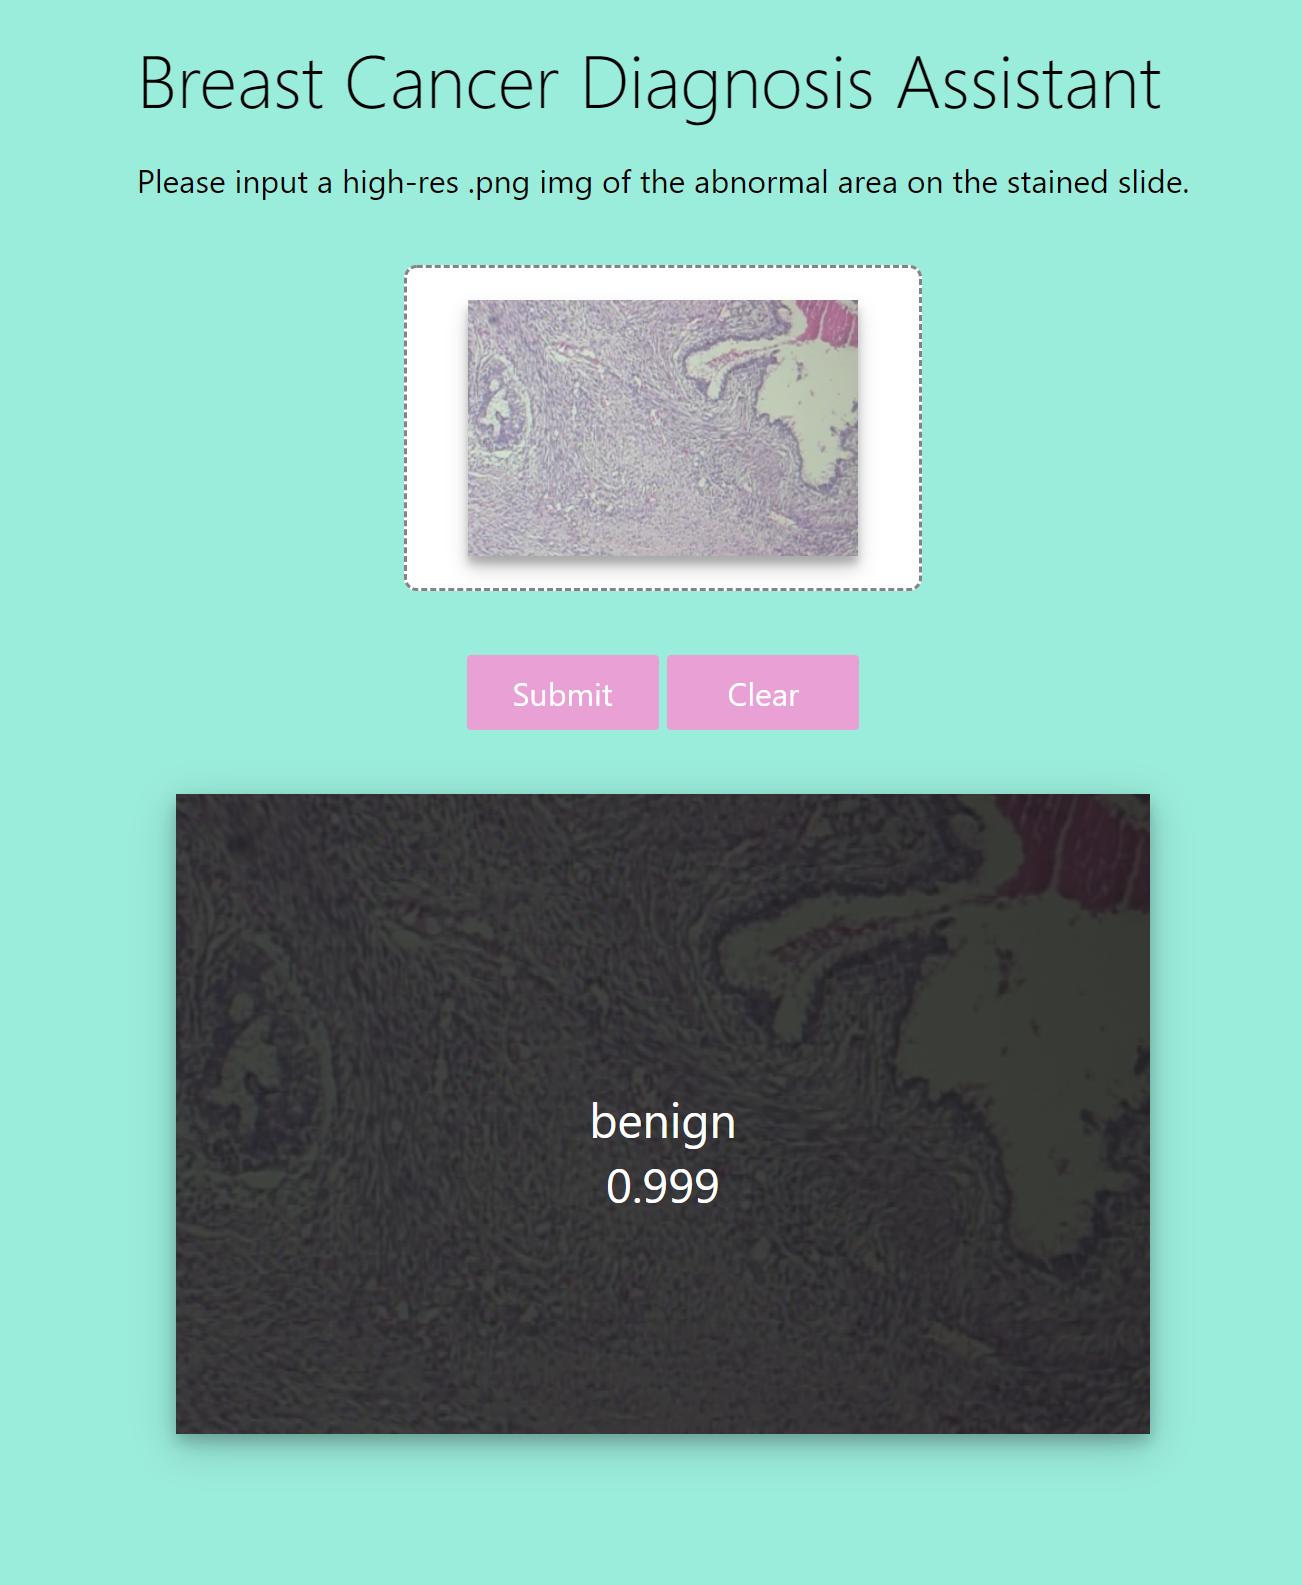 Breast Cancer Diagnosis Assistant
Please input a high-res .png img of the abnormal area on the stained slide.
Submit
Clear
benign
0.999